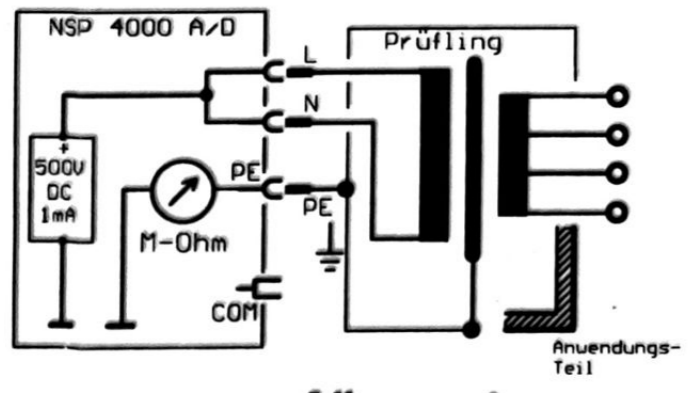 NSP 4000 A/D
Prüfling
L
N
+
500V
DC
1mA
PE
PE
M-Ohm
COM
Anwendungs-
Teil